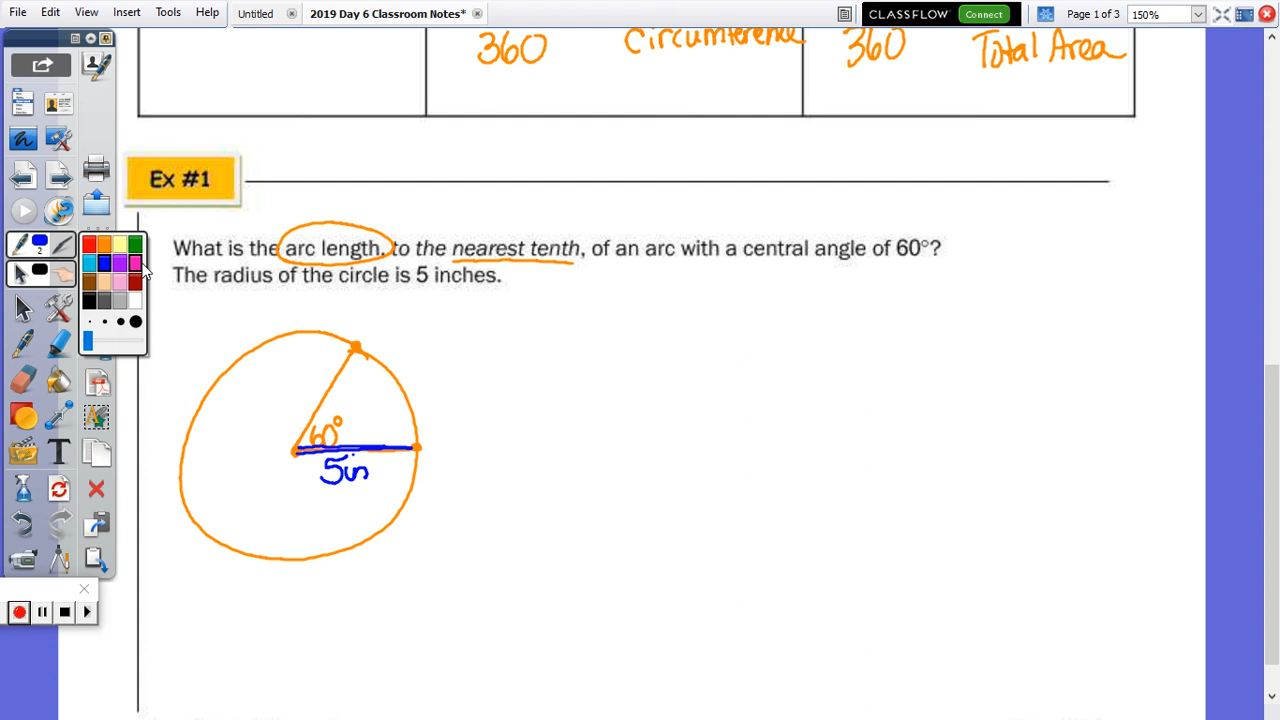 File Edit View Insert Tools Help
Untitled
2019 Day 6 Classroom Notes*
CLASSFLOW Connect
Page 1 of 3
150%
360 Circumference
360 Total Area
Ex #1
What is the arc length, to the nearest tenth, of an arc with a central angle of 60°?
The radius of the circle is 5 inches.
60°
5in
2
T